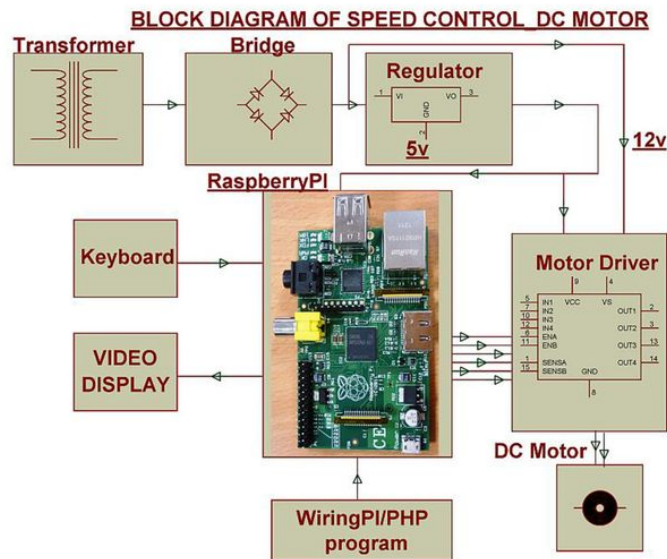 BLOCK DIAGRAM OF SPEED CONTROL_DC MOTOR
Transformer
Bridge
Regulator
1
VI
VO
3
GND
2
5v
12v
RaspberryPI
Keyboard
VIDEO
DISPLAY
Motor Driver
9
4
VCC
VS
5
IN1
7
IN2
10
IN3
12
IN4
6
ENA
11
ENB
1
SENSA
15
SENSB
OUT1
2
OUT2
3
OUT3
13
OUT4
14
GND
8
DC Motor
CE
WiringPI/PHP
program